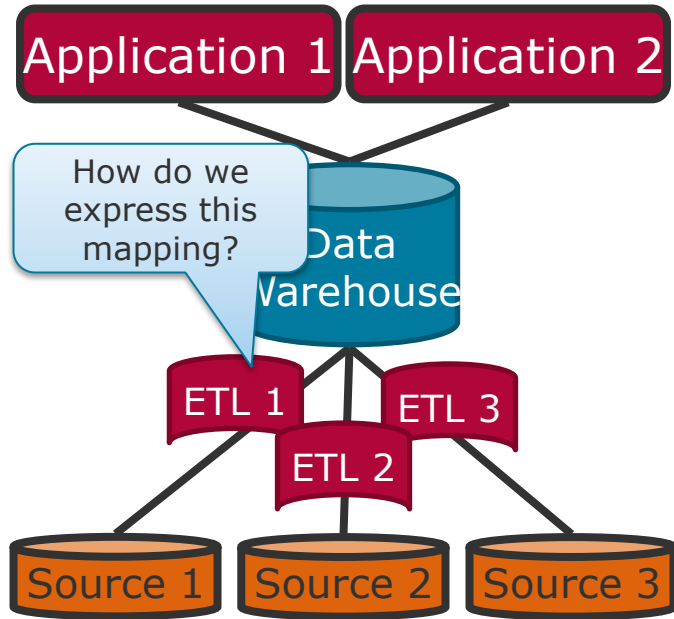 Application 1
Application 2
How do we
express this
mapping?
Data
Warehouse
ETL 1
ETL 3
ETL 2
Source 1
Source 2
Source 3